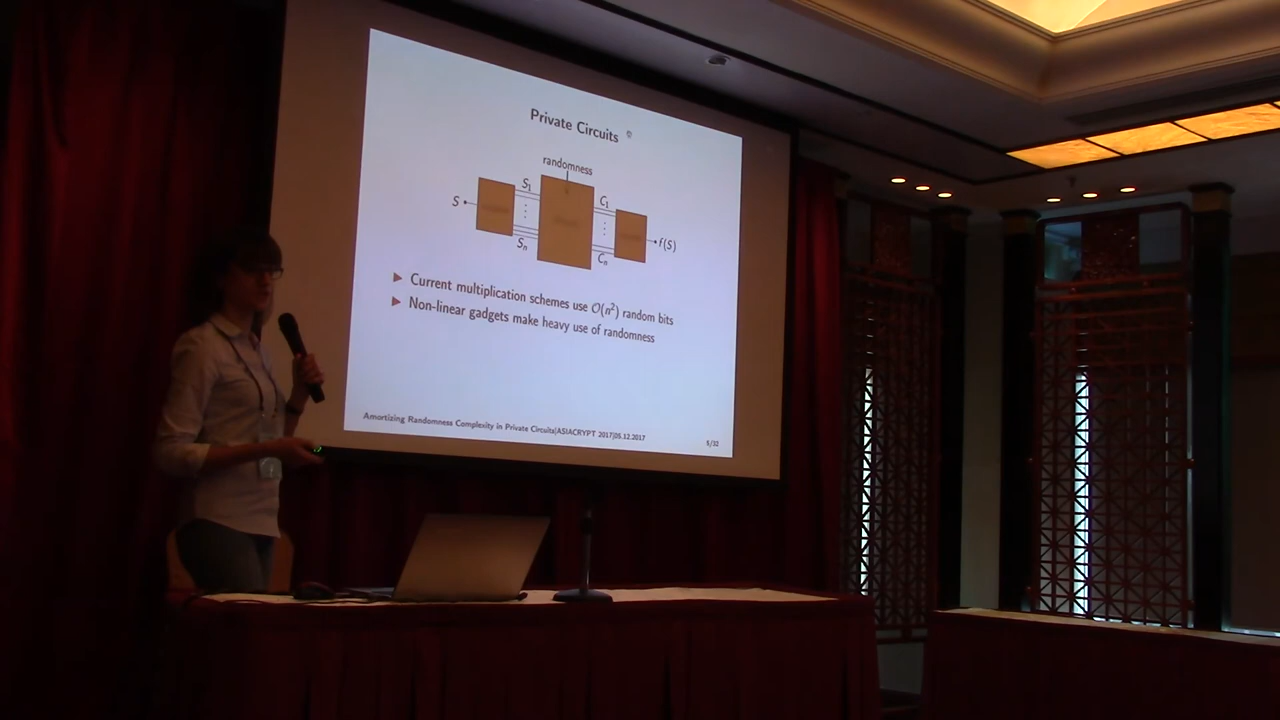 Private Circuits
randomness
S
S₁
Sₙ
C₁
Cₙ
f(S)
Current multiplication schemes use 𝒪(n²) random bits
Non-linear gadgets make heavy use of randomness
Amortizing Randomness Complexity in Private Circuits|ASIACRYPT 2017|05.12.2017
5/32